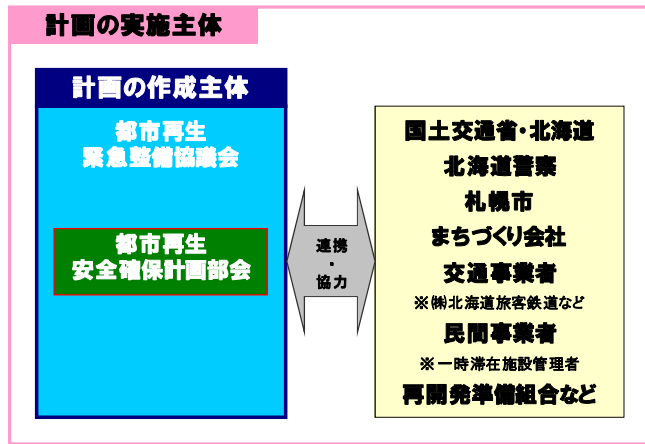 計画の実施主体
計画の作成主体
都市再生
緊急整備協議会
都市再生
安全確保計画部会
連携
・
協力
国土交通省・北海道
北海道警察
札幌市
まちづくり会社
交通事業者
※㈱北海道旅客鉄道など
民間事業者
※一時滞在施設管理者
再開発準備組合など